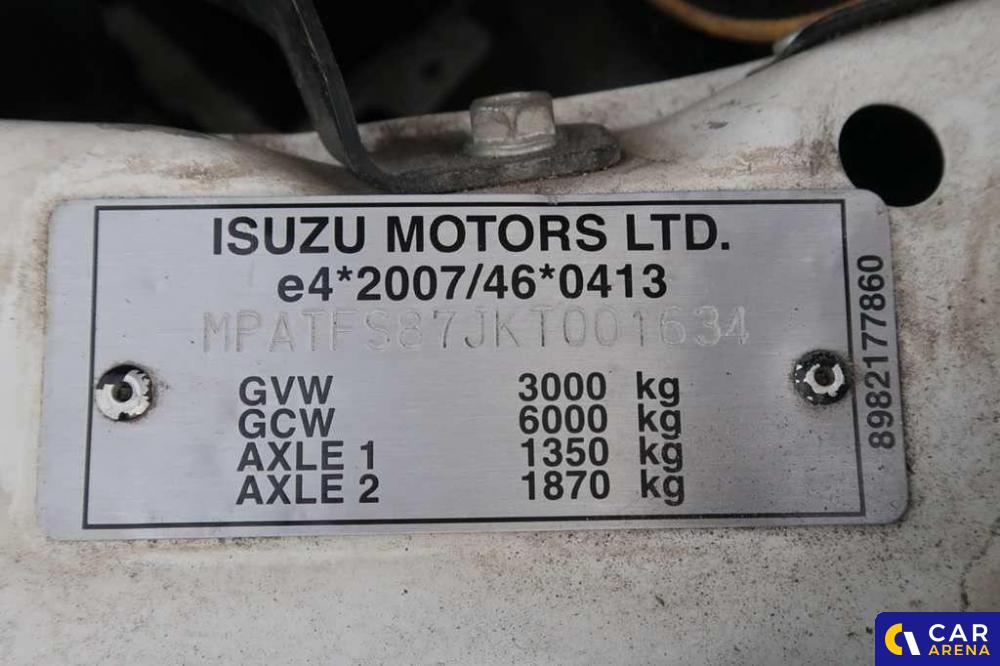 ISUZU MOTORS LTD.
e4*2007/46*0413
MPATFS87JKT001634
GVW 3000 kg
GCW 6000 kg
AXLE 1 1350 kg
AXLE 2 1870 kg
8982177860
CAR
ARENA